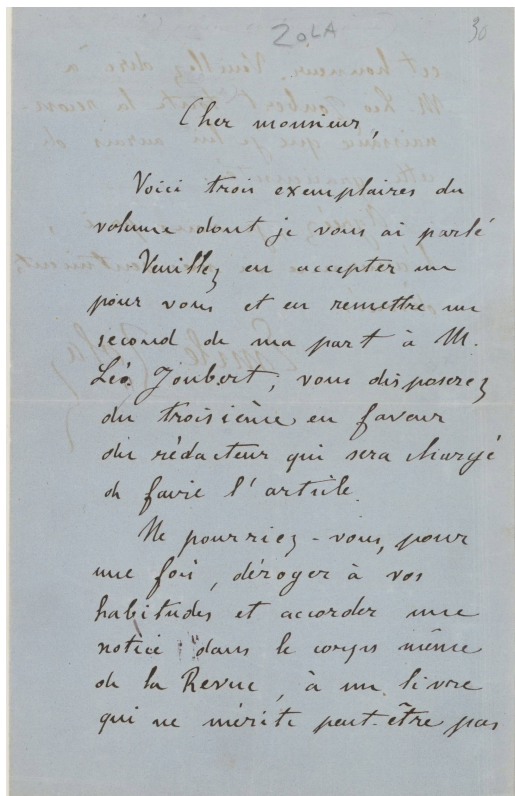 ZOLA
30
Cher monsieur,
Voici trois exemplaires du
volume dont je vous ai parlé
Veuillez en accepter un
pour vous et en remettre un
second de ma part à M.
Léo Joubert; vous disposerez
du troisième en faveur
du rédacteur qui sera chargé
de faire l'article.
Ne pourriez-vous, pour
une fois, déroger à vos
habitudes et accorder une
notice dans le corps même
de la Revue, à un livre
qui ne mérite peut-être pas